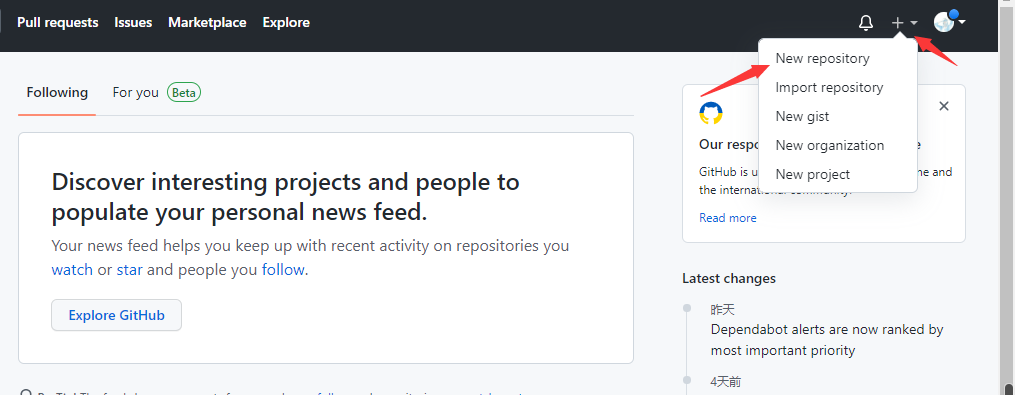 Pull requests Issues Marketplace Explore
New repository
Import repository
New gist
New organization
New project
Following For you Beta
Discover interesting projects and people to
populate your personal news feed.
Your news feed helps you keep up with recent activity on repositories you
watch or star and people you follow.
Explore GitHub
Our
GitHub is
the international community.
Read more
Latest changes
昨天
Dependabot alerts are now ranked by
most important priority
4天前